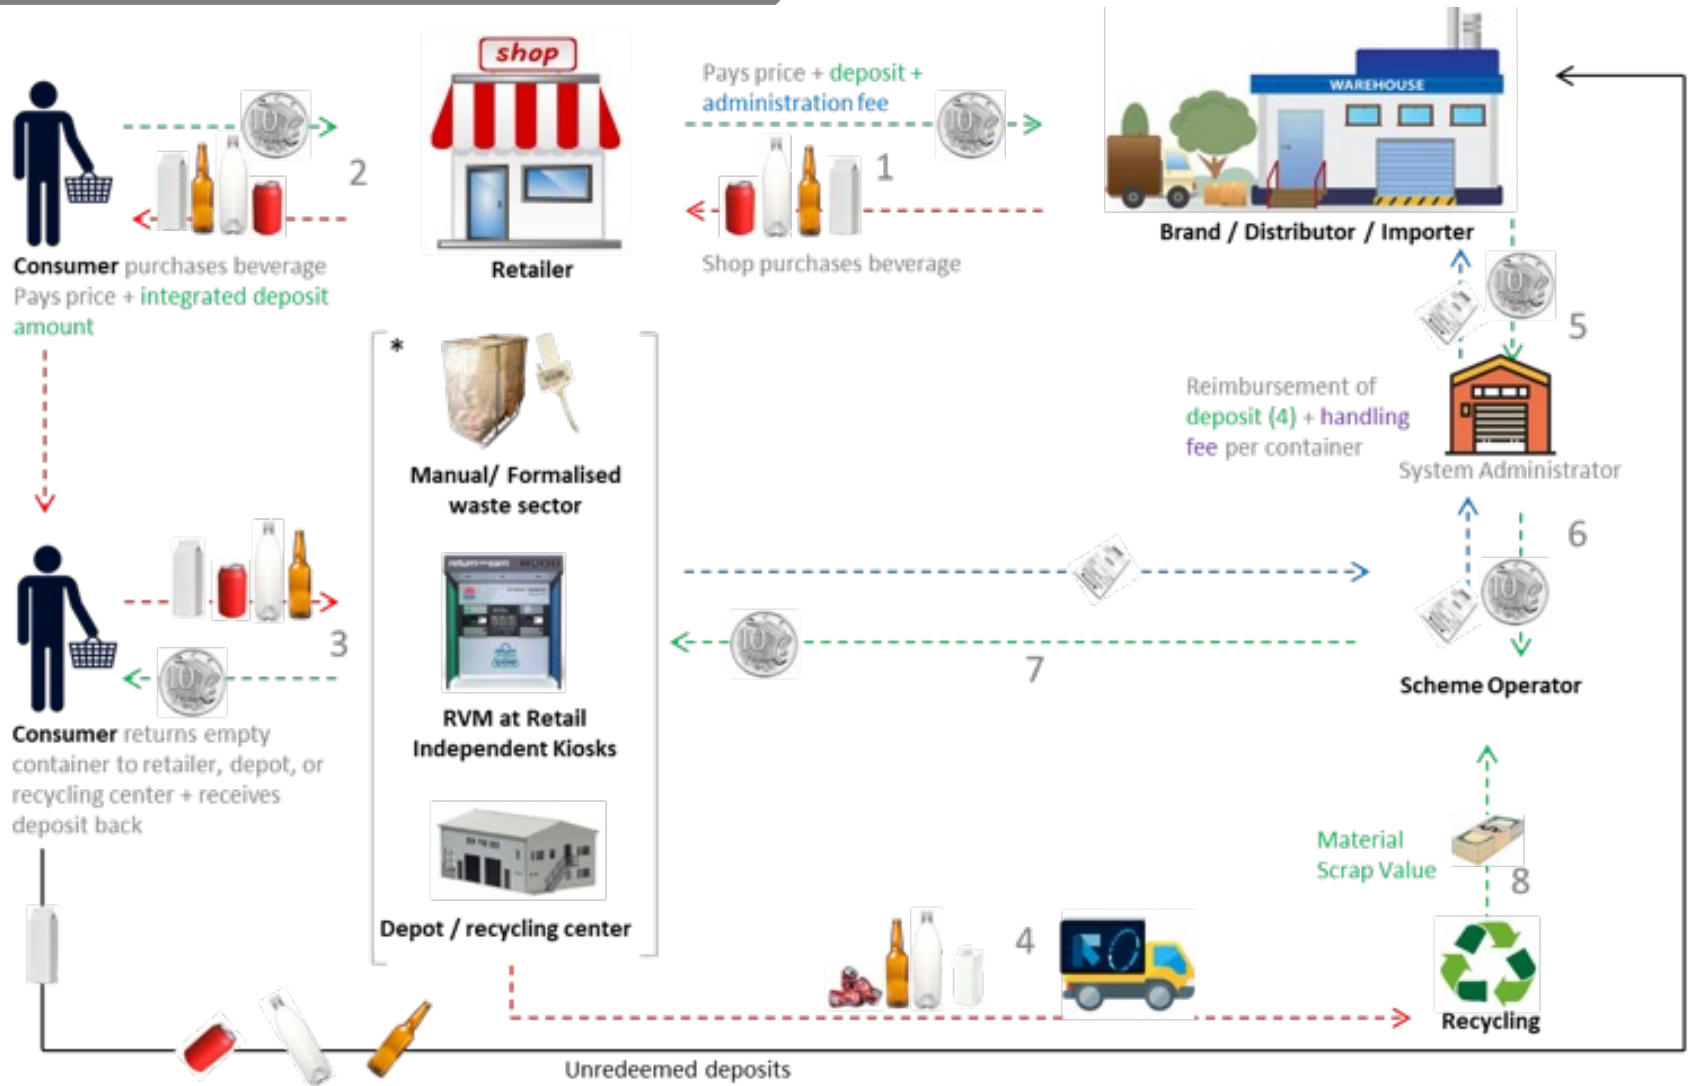 shop
Pays price + deposit +
administration fee
WAREHOUSE
2
1
Brand / Distributor / Importer
Consumer purchases beverage
Pays price + integrated deposit
amount
Retailer
Shop purchases beverage
5
*
Reimbursement of
deposit (4) + handling
fee per container
System Administrator
Manual/ Formalised
waste sector
6
3
7
Scheme Operator
RVM at Retail
Independent Kiosks
Consumer returns empty
container to retailer, depot, or
recycling center + receives
deposit back
Material
Scrap Value
8
Depot / recycling center
4
Recycling
Unredeemed deposits